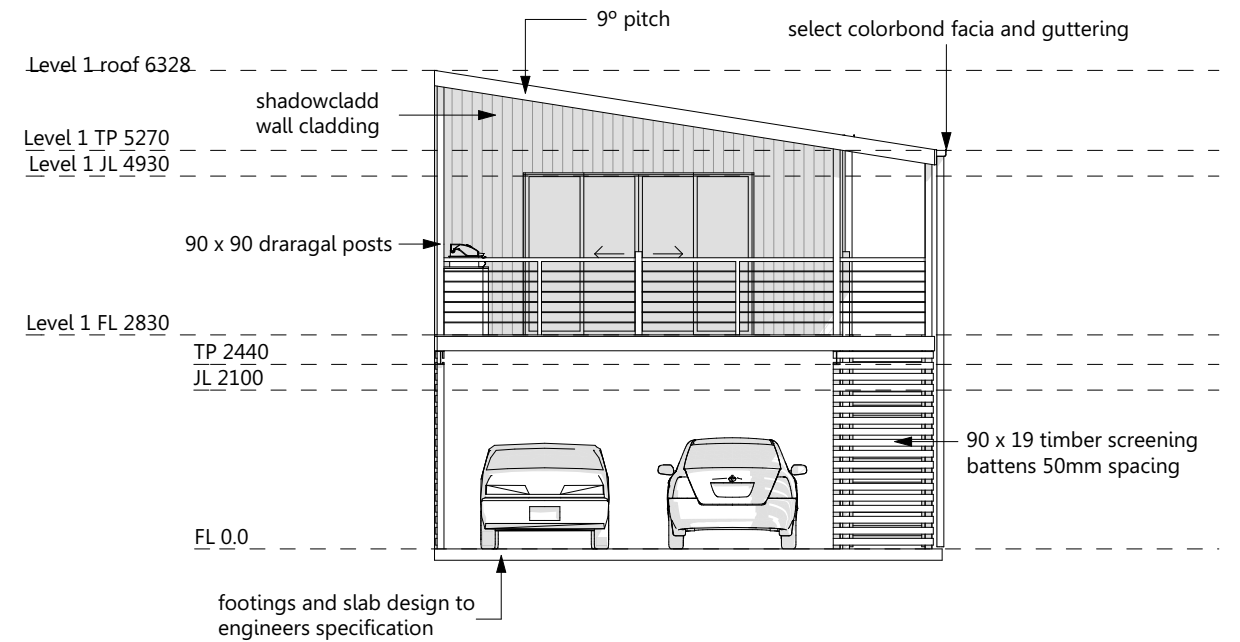 9º pitch
select colorbond facia and guttering
Level 1 roof 6328
shadowcladd
wall cladding
Level 1 TP 5270
Level 1 JL 4930
90 x 90 draragal posts
Level 1 FL 2830
TP 2440
JL 2100
90 x 19 timber screening
battens 50mm spacing
FL 0.0
footings and slab design to
engineers specification